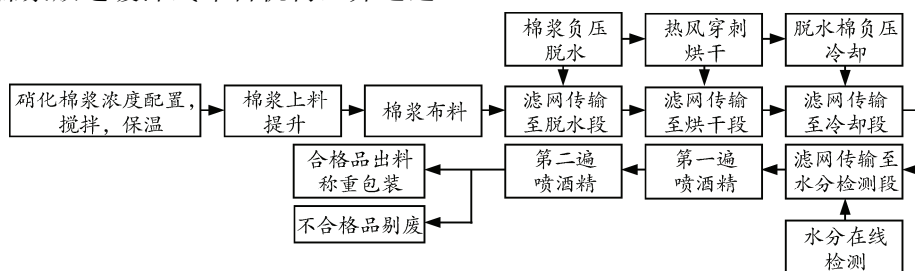 棉浆负压
脱水
热风穿刺
烘干
脱水棉负压
冷却
硝化棉浆浓度配置，
搅拌，保温
棉浆上料
提升
棉浆布料
滤网传输
至脱水段
滤网传输
至烘干段
滤网传输
至冷却段
合格品出料
称重包装
第二遍
喷酒精
第一遍
喷酒精
滤网传输至
水分检测段
不合格品剔废
水分在线
检测